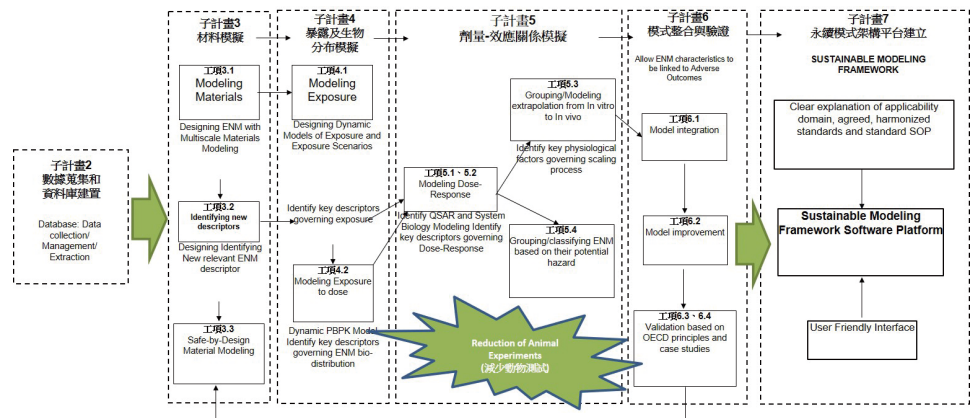 子計畫2
數據蒐集和
資料庫建置
Database: Data
collection/
Management/
Extraction
子計畫3
材料模擬
工項3.1
Modeling
Materials
Designing ENM with
Multiscale Materials
Modeling
工項3.2
Identifying new
descriptors
Designing Identifying
New relevant ENM
descriptor
工項3.3
Safe-by-Design
Material Modeling
子計畫4
暴露及生物
分布模擬
工項4.1
Modeling
Exposure
Designing Dynamic
Models of Exposure and
Exposure Scenarios
Identify key descriptors
governing exposure
工項4.2
Modeling Exposure
to dose
Dynamic PBPK Model
Identify key descriptors
governing ENM bio-
distribution
子計畫5
劑量-效應關係模擬
工項5.3
Grouping/Modeling
extrapolation from In vitro
to In vivo
Identify key physiological
factors governing scaling
process
工項5.1、5.2
Modeling Dose-
Response
Identify QSAR and System
Biology Modeling Identify
key descriptors governing
Dose-Response
工項5.4
Grouping/classifying ENM
based on their potential
hazard
Reduction of Animal
Experiments
(減少動物測試)
子計畫6
模式整合與驗證
Allow ENM characteristics to
be linked to Adverse
Outcomes
工項6.1
Model integration
工項6.2
Model improvement
工項6.3、6.4
Validation based on
OECD principles and
case studies
子計畫7
永續模式架構平台建立
SUSTAINABLE MODELING
FRAMEWORK
Clear explanation of applicability
domain, agreed, harmonized
standards and standard SOP
Sustainable Modeling
Framework Software Platform
User Friendly Interface